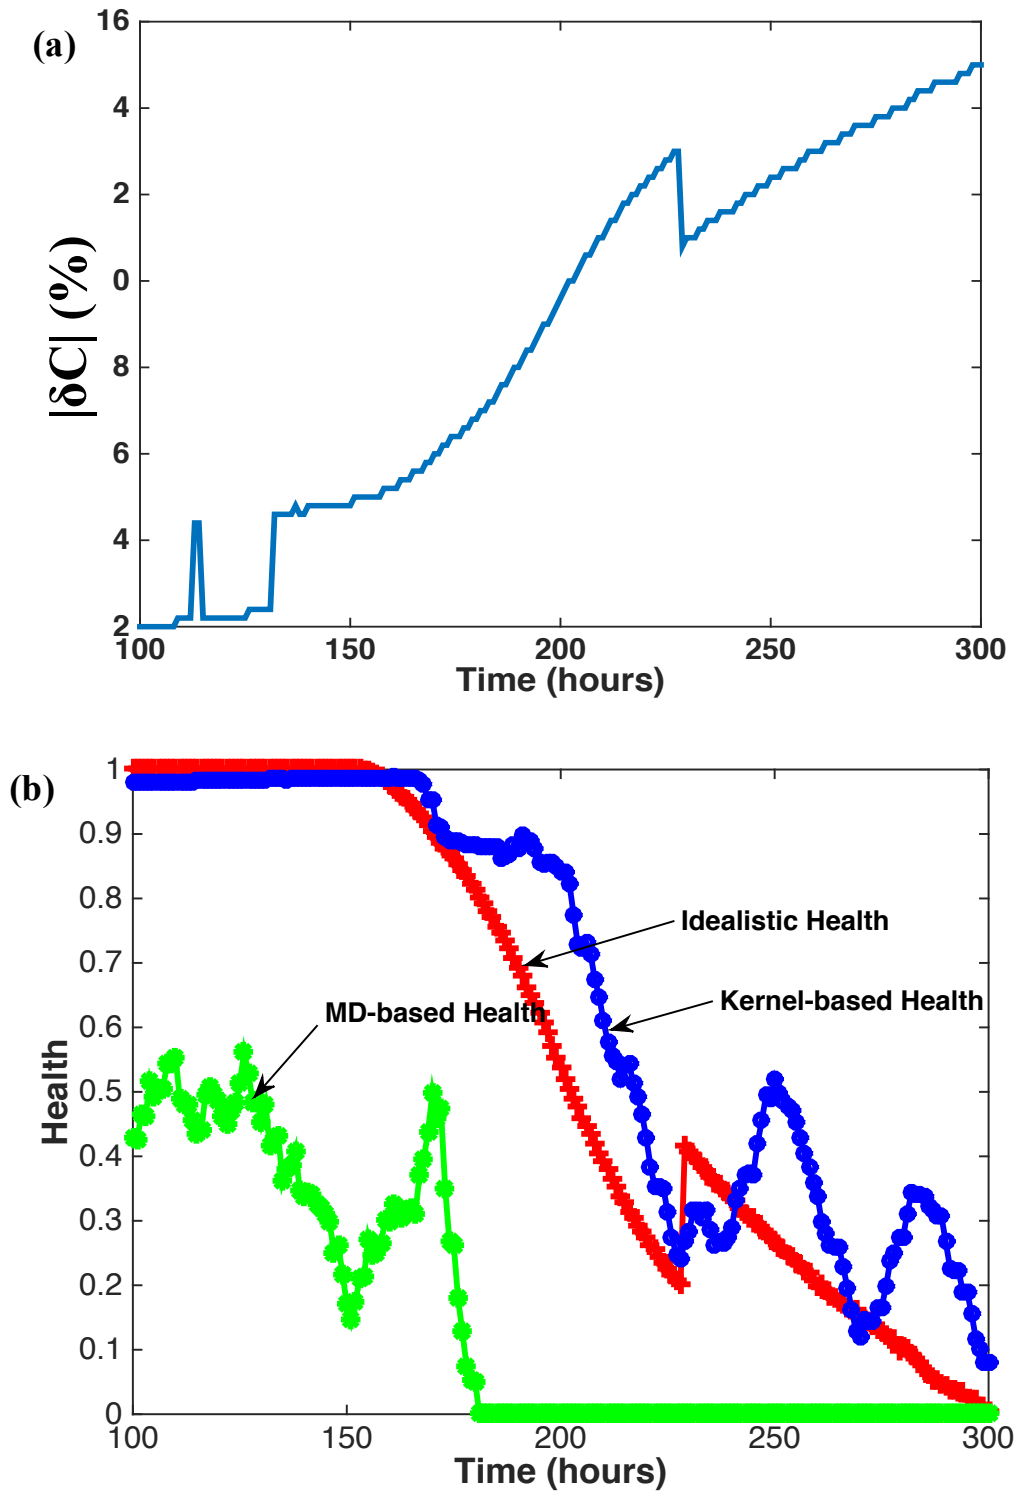 (a)
16
4
2
0
8
6
4
2
|δC| (%)
100 150 200 250 300
Time (hours)
(b)
1
0.9
0.8
0.7
0.6
0.5
0.4
0.3
0.2
0.1
0
Health
Idealistic Health
Kernel-based Health
MD-based Health
100 150 200 250 300
Time (hours)